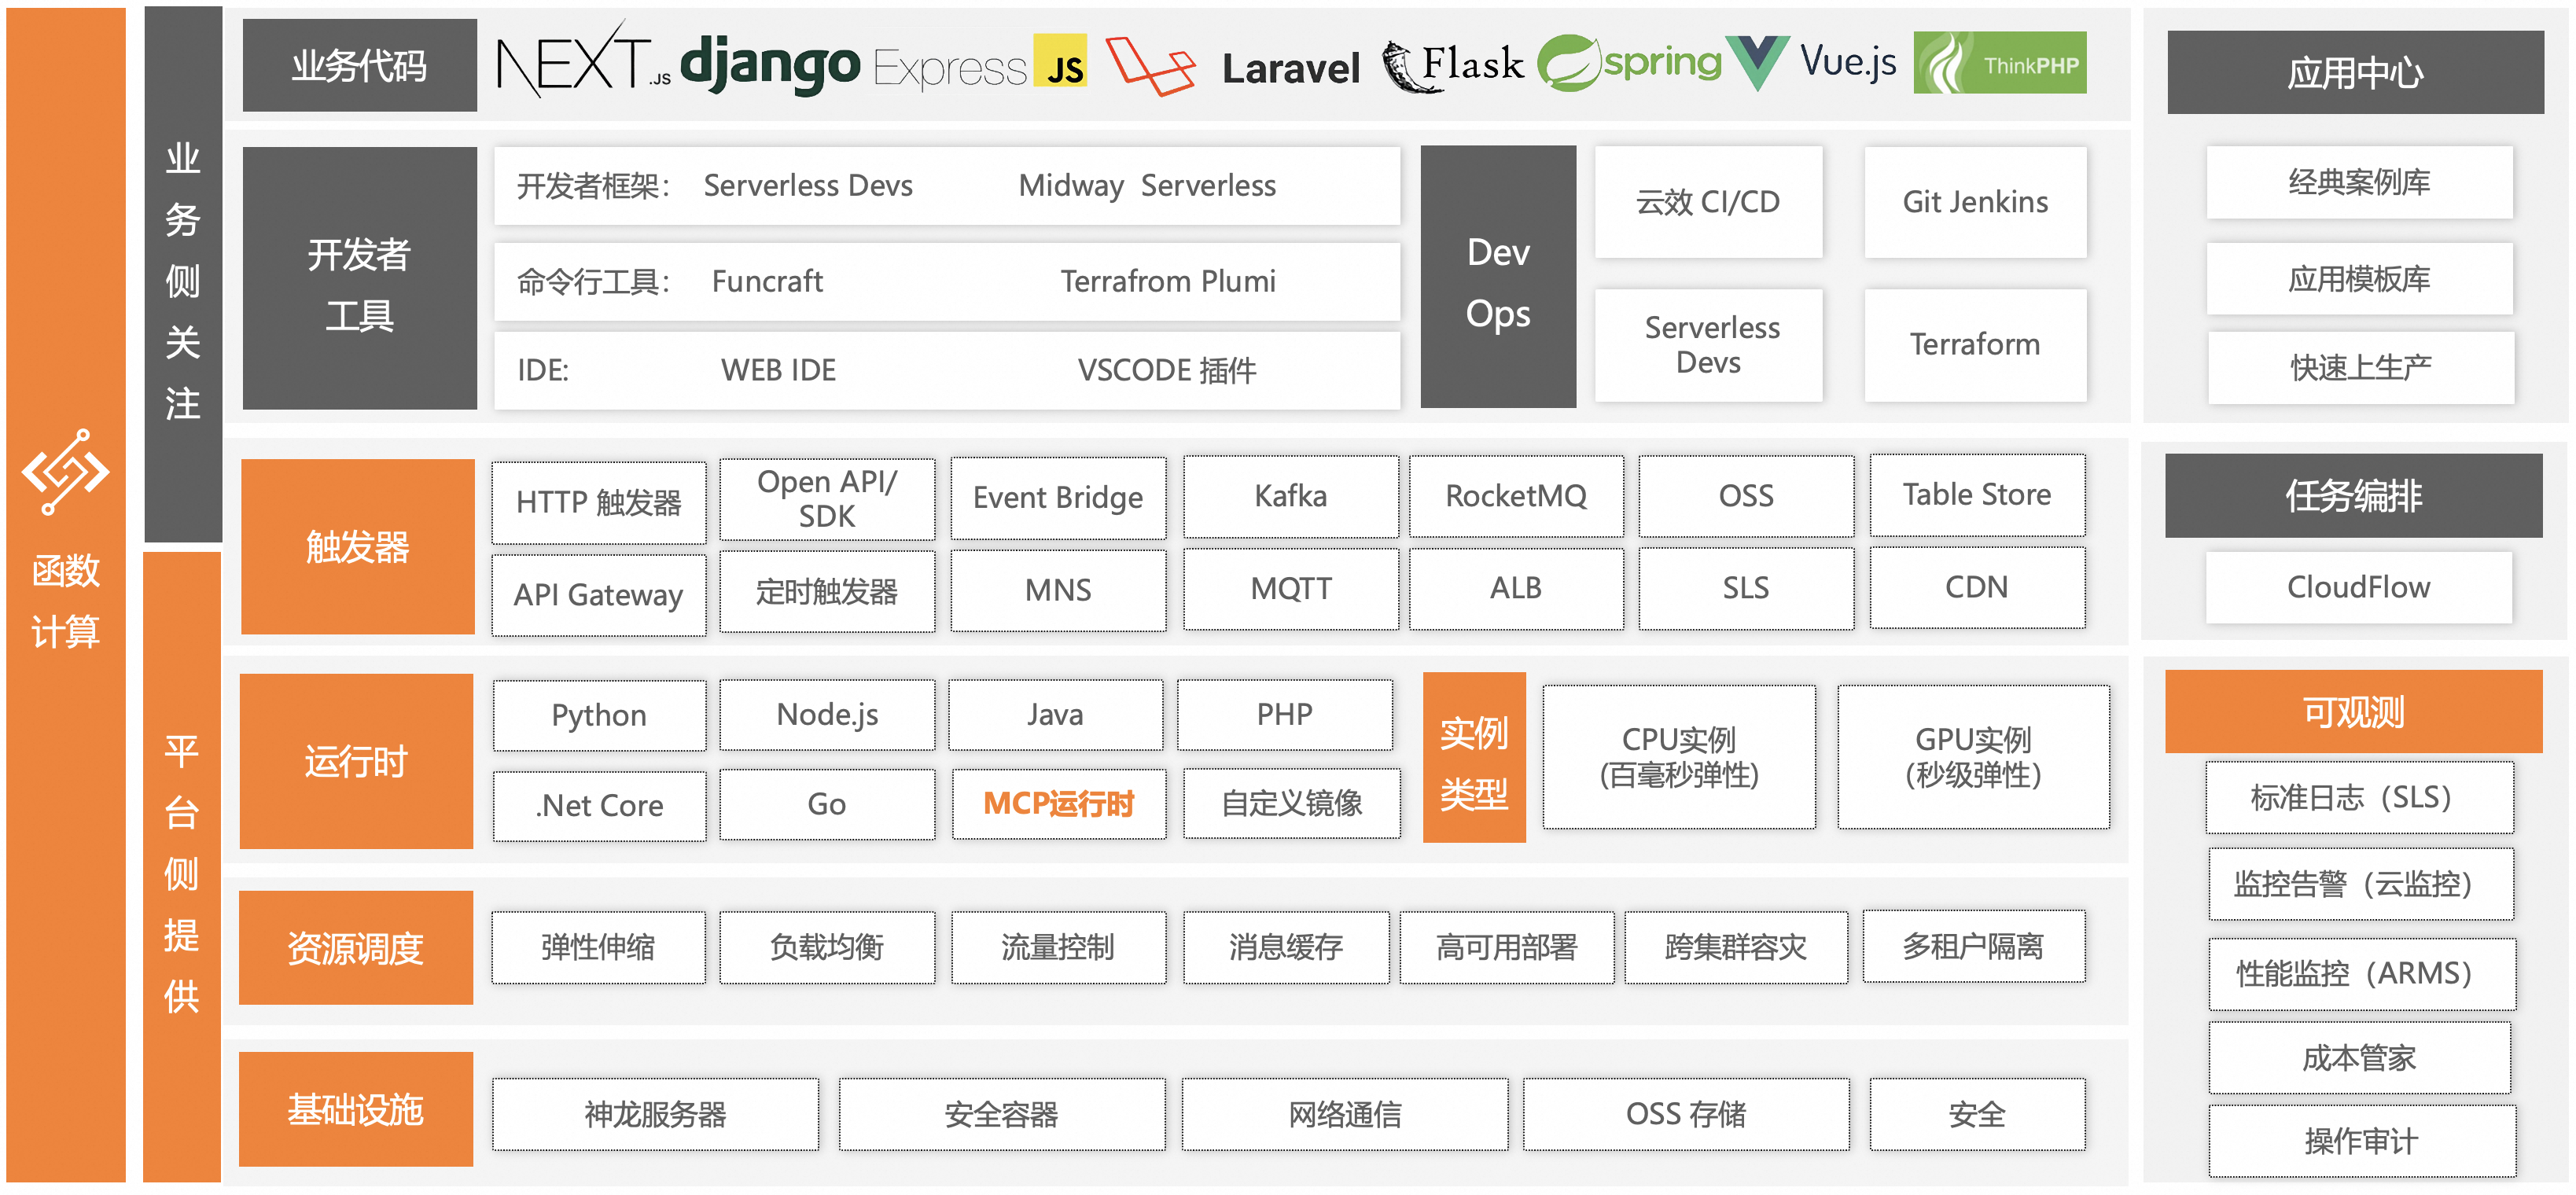 函数
计算
业务侧关注
平台侧提供
业务代码
NEXT.JS
django
Express
JS
Laravel
Flask
spring
Vue.js
ThinkPHP
开发者
工具
开发者框架： Serverless Devs Midway Serverless
命令行工具： Funcraft Terrafrom Plumi
IDE: WEB IDE VSCODE 插件
Dev
Ops
云效 CI/CD
Git Jenkins
Serverless
Devs
Terraform
触发器
HTTP 触发器
Open API/
SDK
Event Bridge
Kafka
RocketMQ
OSS
Table Store
API Gateway
定时触发器
MNS
MQTT
ALB
SLS
CDN
运行时
Python
Node.js
Java
PHP
.Net Core
Go
MCP运行时
自定义镜像
实例
类型
CPU实例
(百毫秒弹性)
GPU实例
（秒级弹性）
资源调度
弹性伸缩
负载均衡
流量控制
消息缓存
高可用部署
跨集群容灾
多租户隔离
基础设施
神龙服务器
安全容器
网络通信
OSS 存储
安全
应用中心
经典案例库
应用模板库
快速上生产
任务编排
CloudFlow
可观测
标准日志（SLS）
监控告警（云监控）
性能监控（ARMS）
成本管家
操作审计